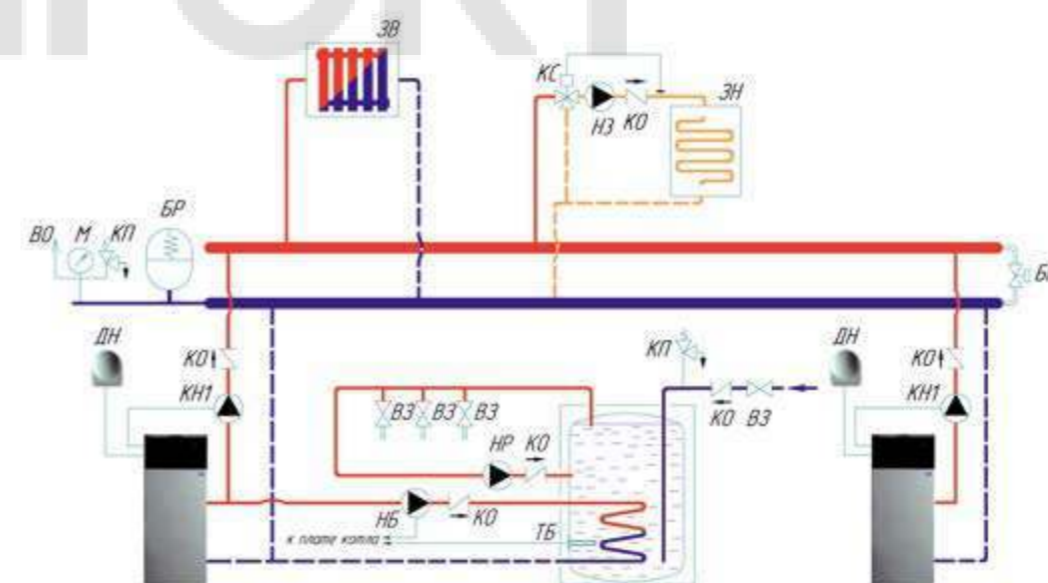 ЗВ
КС
НЗ КО
ЗН
ВО М КП
БР
ДН
КО
КН1
ВЗ ВЗ ВЗ
НР КО
НБ КО
к плате котла
ТБ
КП
КО ВЗ
ДН
КО
КН1